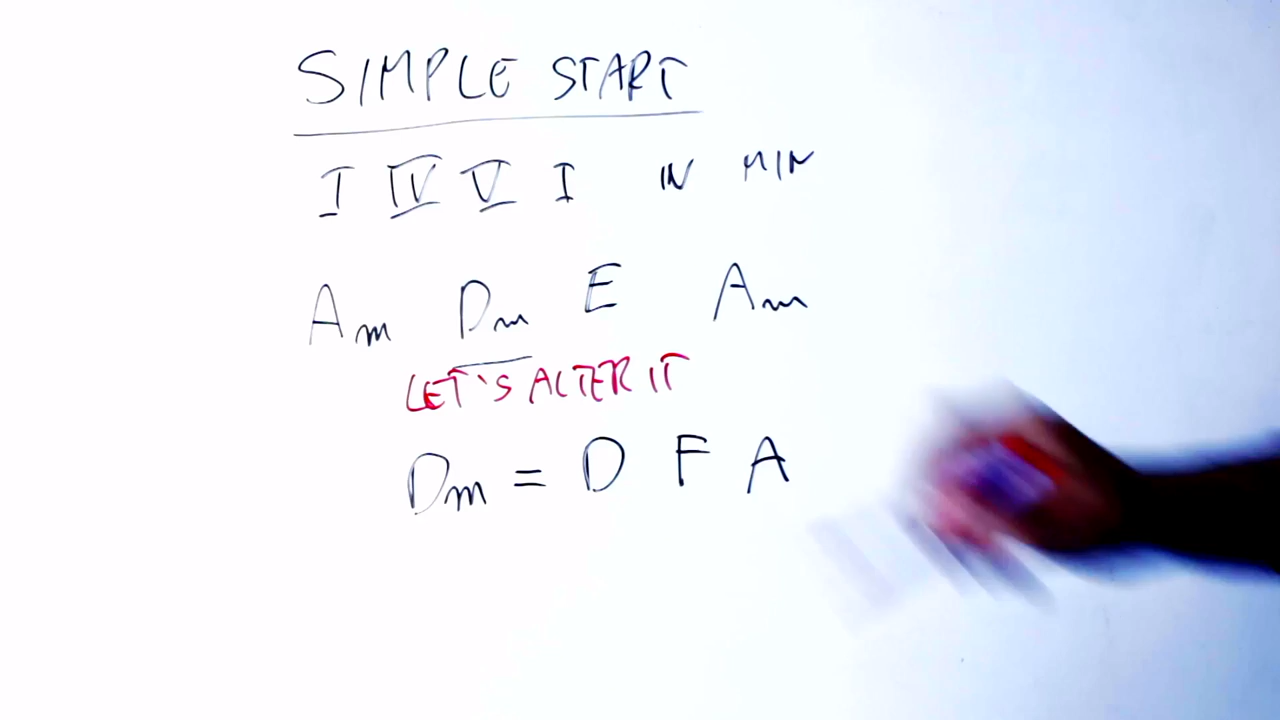 SIMPLE START
I IV V I IN MIN
Am Dm E Am
LET'S ALTER IT
Dm = D F A